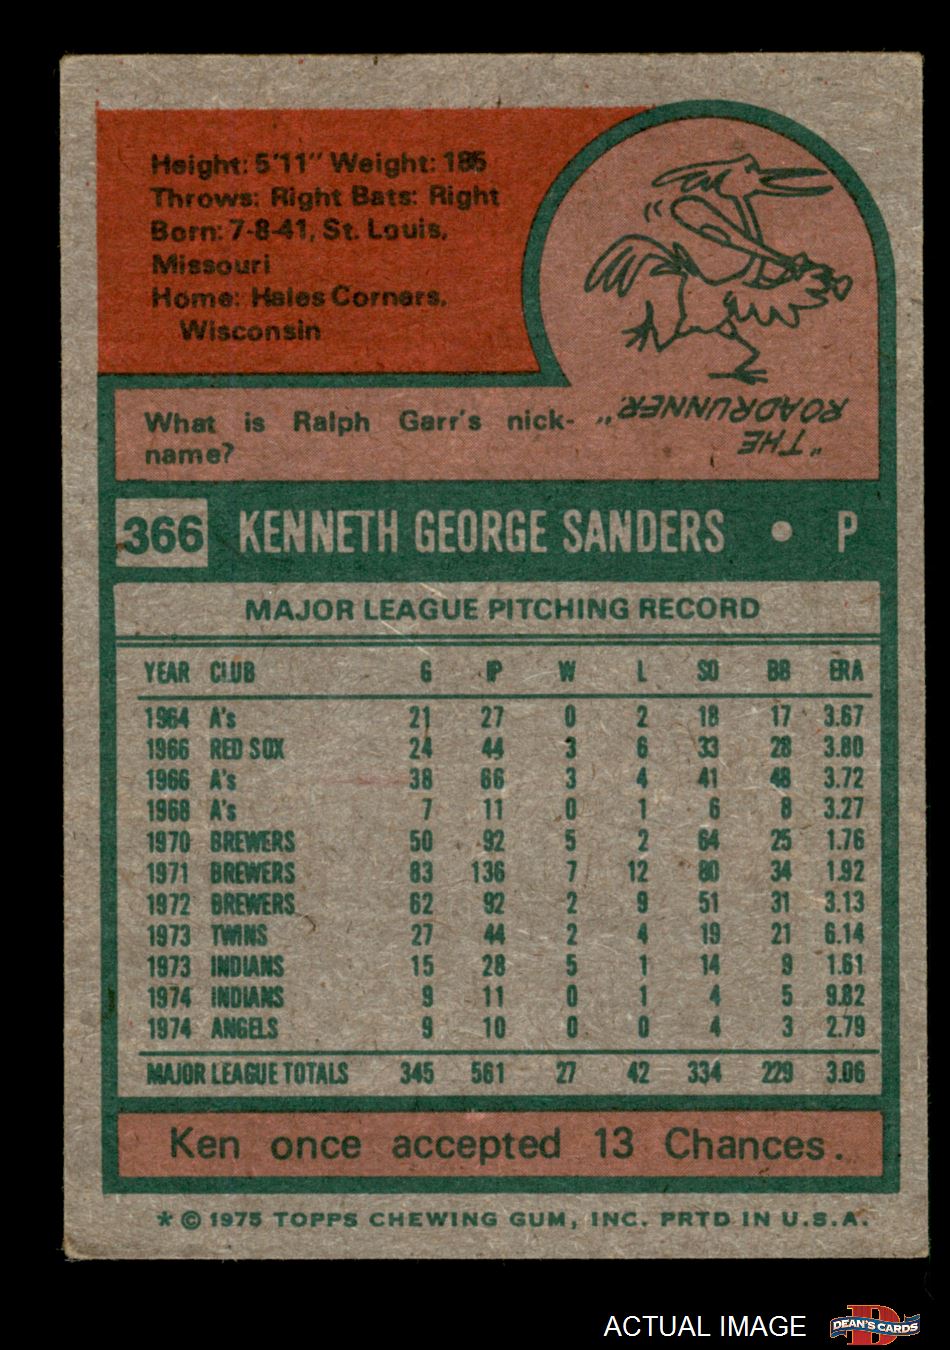 Height: 5'11" Weight: 185
Throws: Right Bats: Right
Born: 7-8-41, St. Louis,
Missouri
Home: Hales Corners,
Wisconsin
What is Ralph Garr's nick-
name?
"THE
ROADRUNNER."
366 KENNETH GEORGE SANDERS • P
MAJOR LEAGUE PITCHING RECORD
YEAR CLUB G IP W L SO BB ERA
1964 A's 21 27 0 2 18 17 3.67
1966 RED SOX 24 44 3 6 33 28 3.80
1966 A's 38 66 3 4 41 48 3.72
1968 A's 7 11 0 1 6 8 3.27
1970 BREWERS 50 92 5 2 64 25 1.76
1971 BREWERS 83 136 7 12 80 34 1.92
1972 BREWERS 62 92 2 9 51 31 3.13
1973 TWINS 27 44 2 4 19 21 6.14
1973 INDIANS 15 28 5 1 14 9 1.61
1974 INDIANS 9 11 0 1 4 5 9.82
1974 ANGELS 9 10 0 0 4 3 2.79
MAJOR LEAGUE TOTALS 345 561 27 42 334 229 3.06
Ken once accepted 13 Chances.
* © 1975 TOPPS CHEWING GUM, INC. PRTD IN U.S.A.
ACTUAL IMAGE DEAN'S CARDS